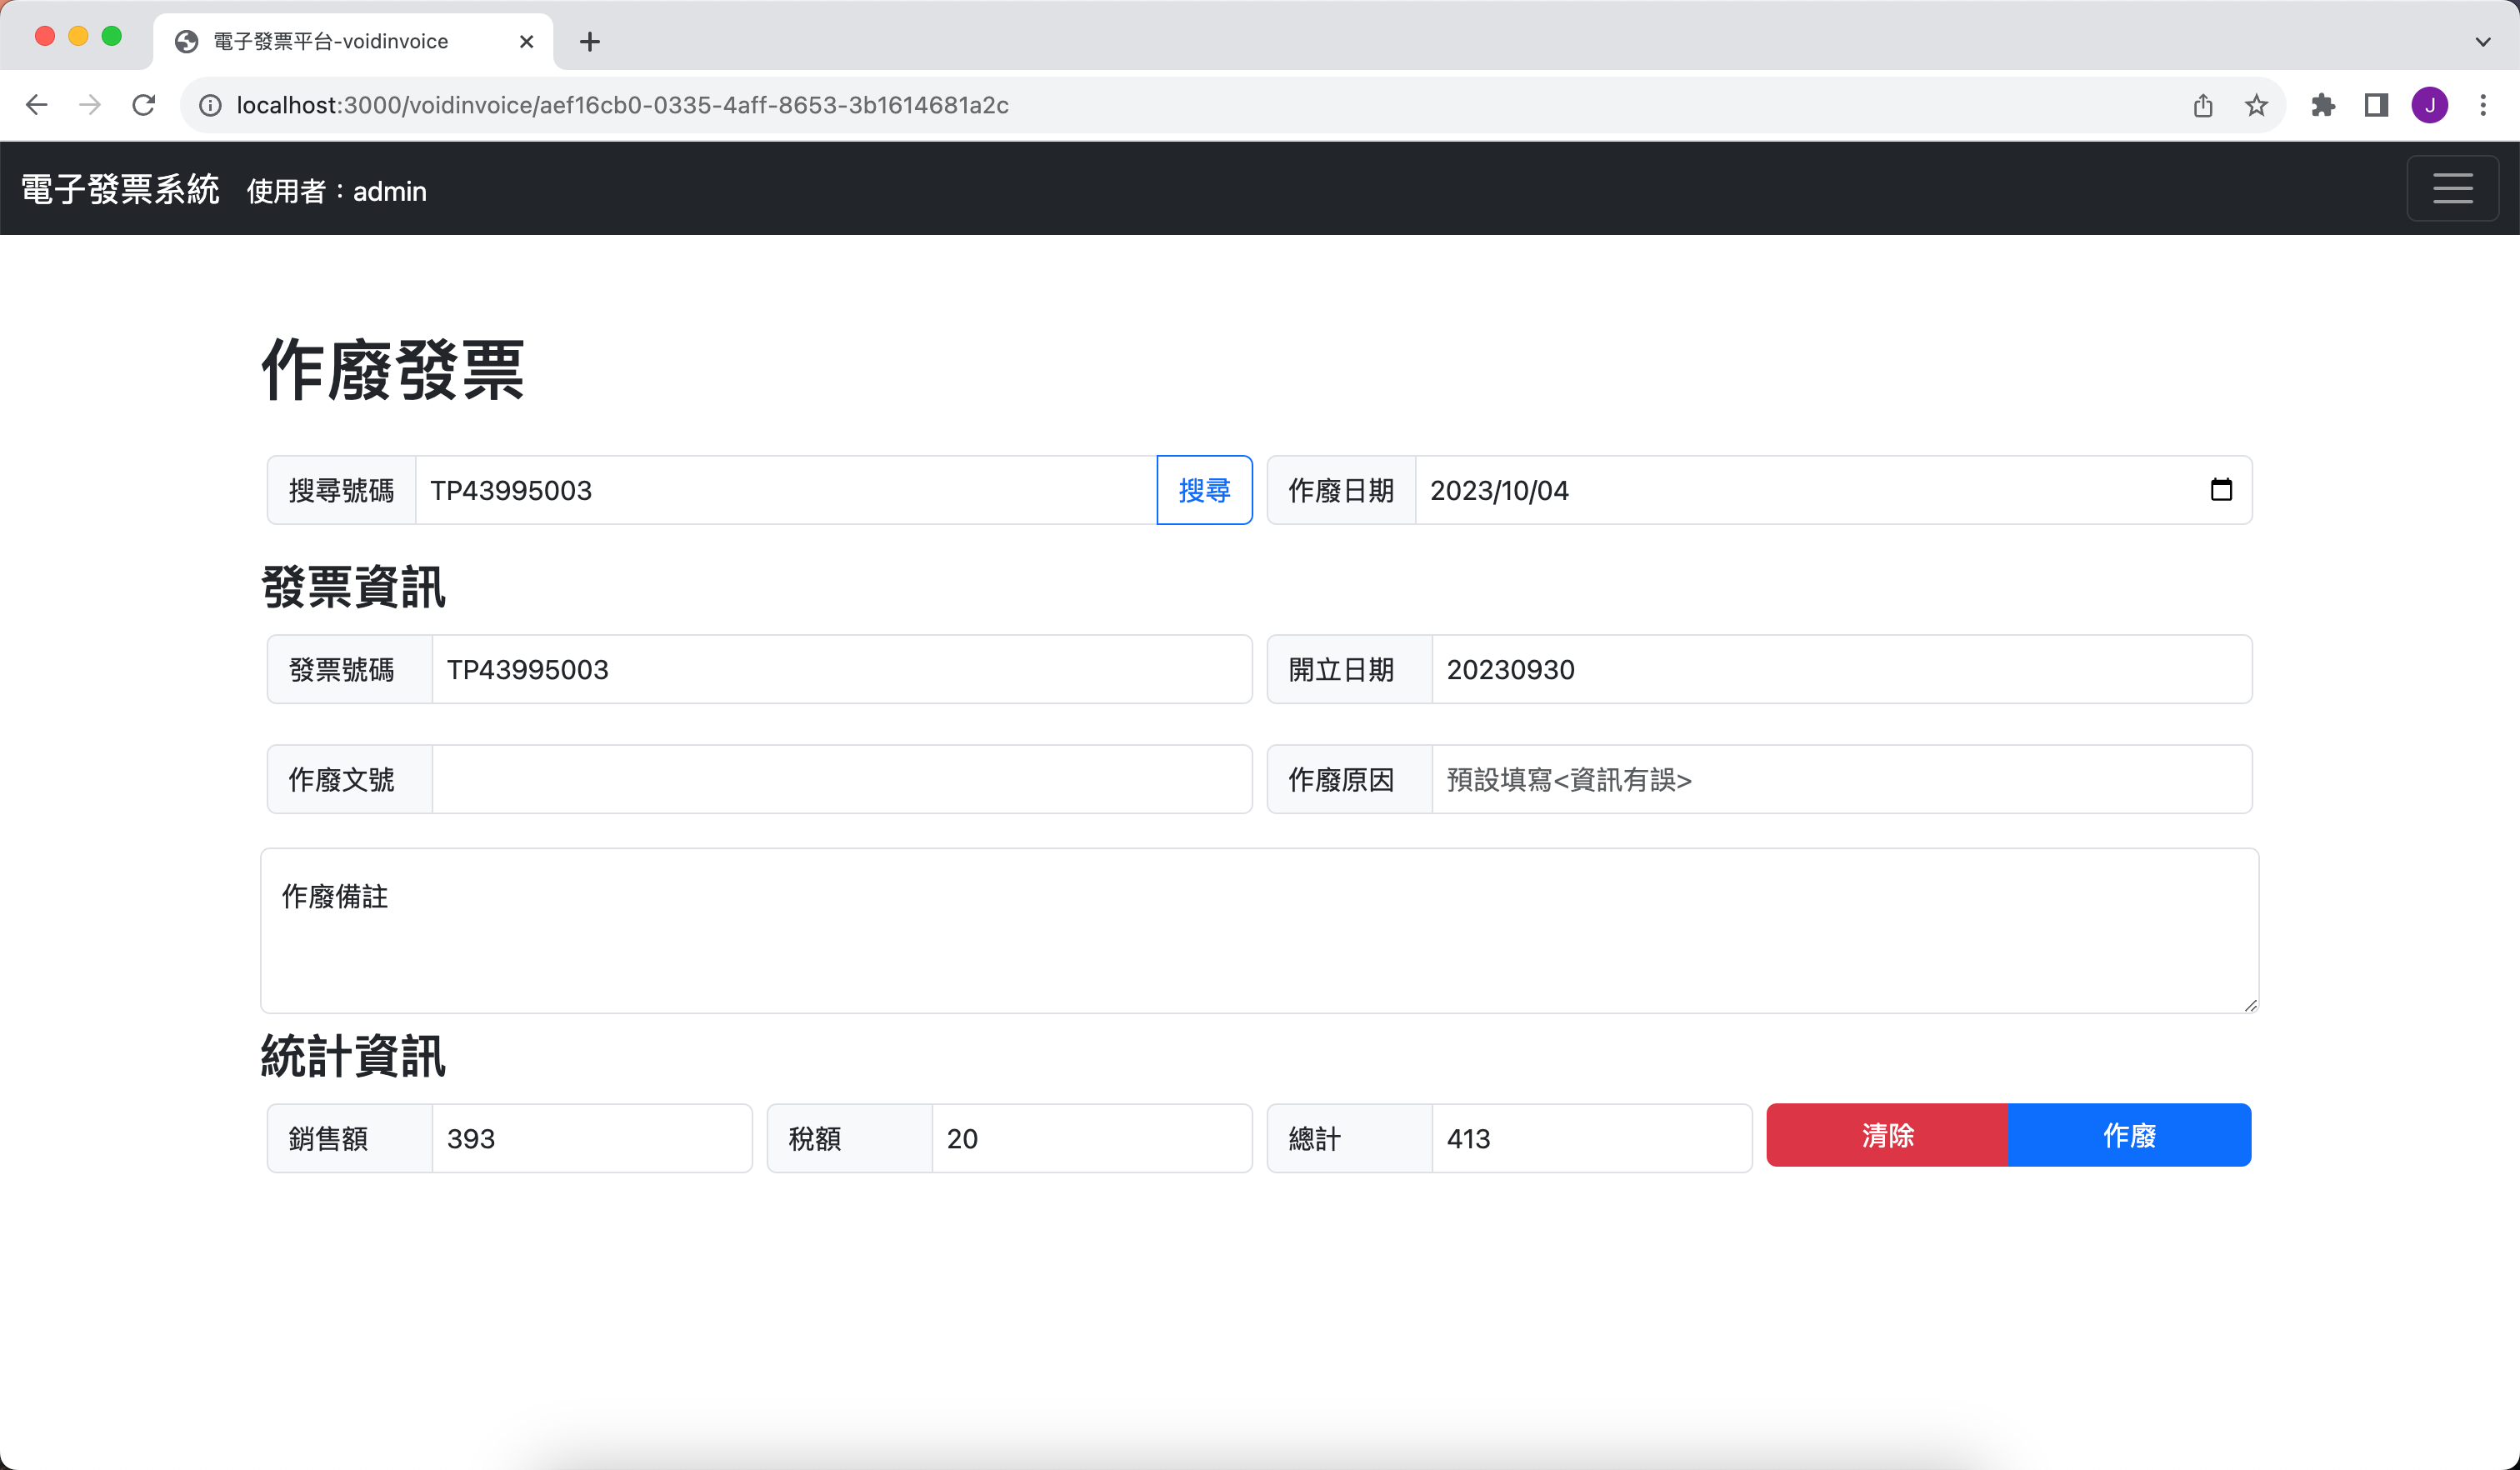 電子發票平台-voidinvoice
localhost:3000/voidinvoice/aef16cb0-0335-4aff-8653-3b1614681a2c
J
電子發票系統 使用者：admin
作廢發票
搜尋號碼 TP43995003 搜尋 作廢日期 2023/10/04
發票資訊
發票號碼 TP43995003 開立日期 20230930
作廢文號 作廢原因 預設填寫<資訊有誤>
作廢備註
統計資訊
銷售額 393 稅額 20 總計 413 清除 作廢